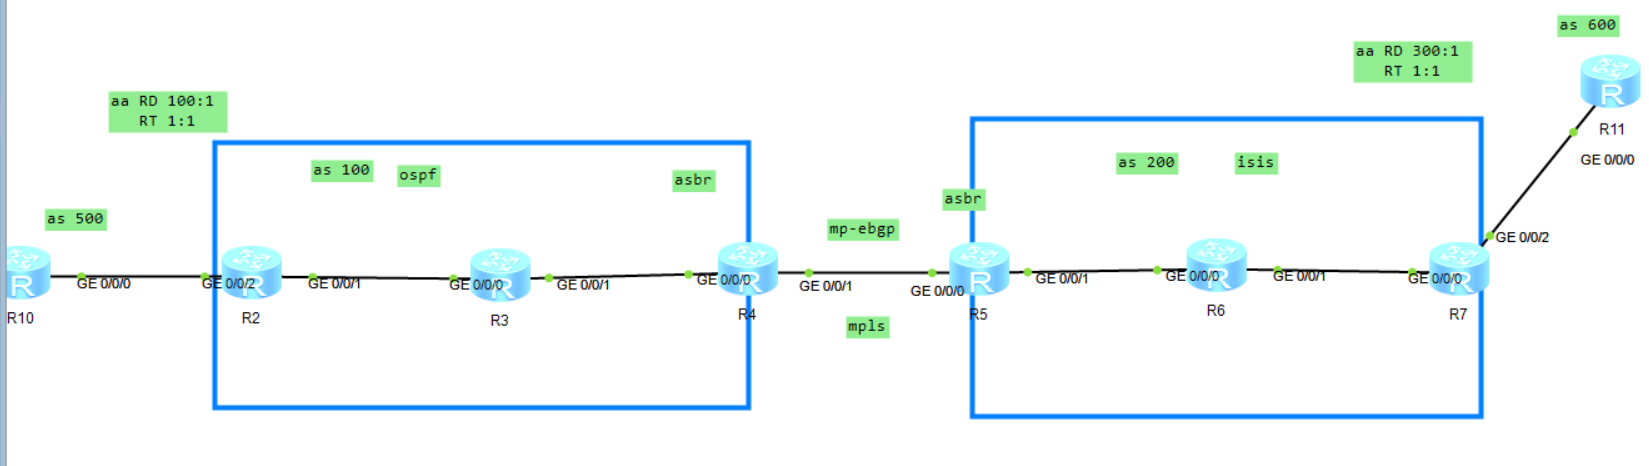 as 600
aa RD 300:1
RT 1:1
R
R11
GE 0/0/0
aa RD 100:1
RT 1:1
as 100
ospf
asbr
as 200
isis
asbr
as 500
mp-ebgp
R
GE 0/0/0
GE 0/0/2
R
GE 0/0/1
GE 0/0/0
R
GE 0/0/1
GE 0/0/0
R
GE 0/0/1
GE 0/0/0
R
GE 0/0/1
GE 0/0/0
R
GE 0/0/1
GE 0/0/0
R
GE 0/0/2
R10
R2
R3
R4
R5
R6
R7
mpls